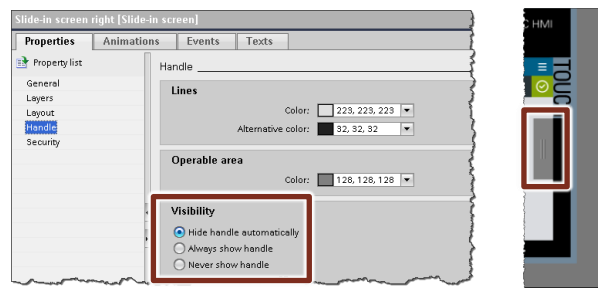 Slide-in screen right [Slide-in screen]
Properties Animations Events Texts
Property list
General
Layers
Layout
Handle
Security
Handle
Lines
Color: 223, 223, 223
Alternative color: 32, 32, 32
Operable area
Color: 128, 128, 128
Visibility
Hide handle automatically
Always show handle
Never show handle
C HMI
TOUC